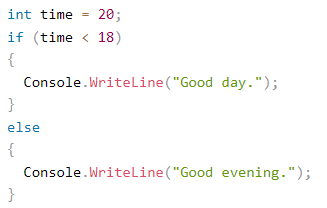 int time = 20;
if (time < 18)
{
  Console.WriteLine("Good day.");
}
else
{
  Console.WriteLine("Good evening.");
}